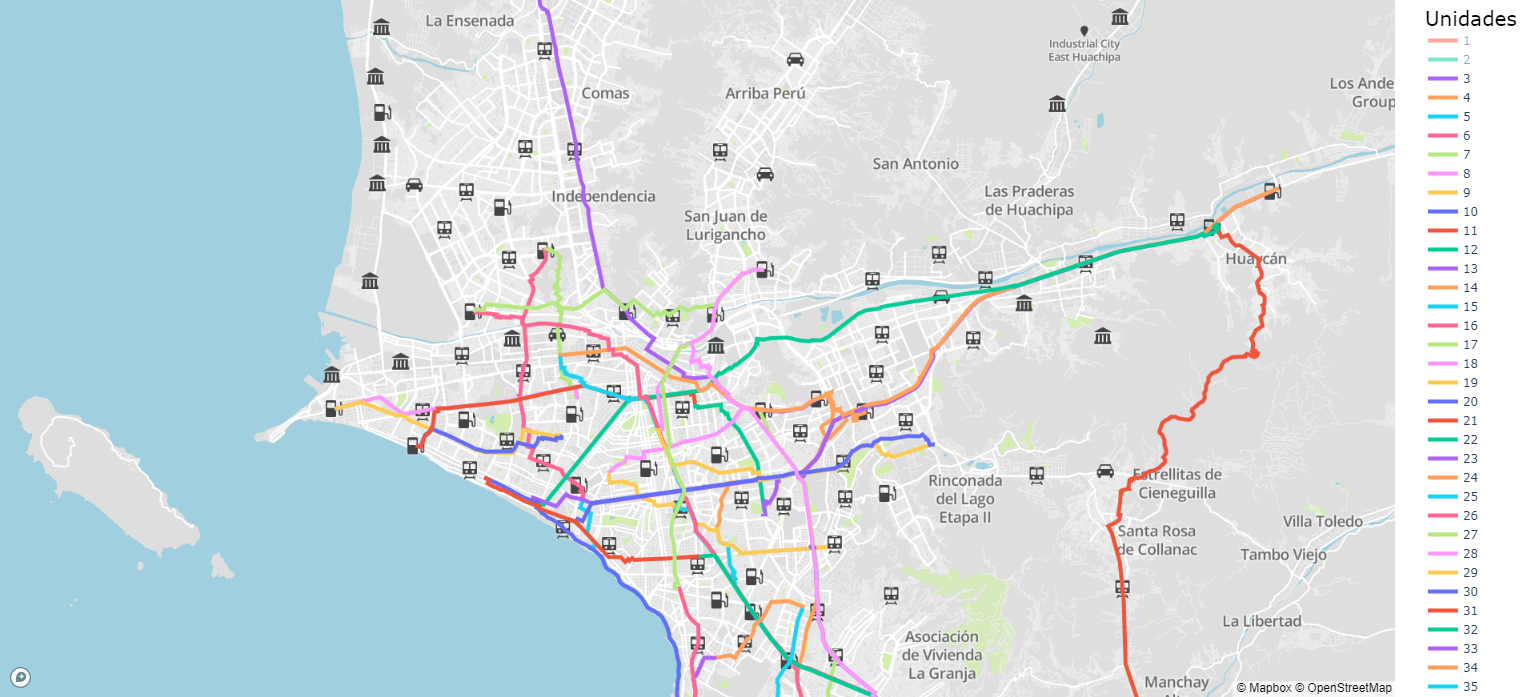 La Ensenada
Industrial City
East Huachipa
Comas
Arriba Perú
Los Ande
Group
San Antonio
Independencia
San Juan de
Lurigancho
Las Praderas
de Huachipa
Huaycán
Rinconada
del Lago
Etapa II
Estrellitas de
Cieneguilla
Santa Rosa
de Collanac
Villa Toledo
Tambo Viejo
La Libertad
Asociación
de Vivienda
La Granja
Manchay
© Mapbox © OpenStreetMap
Unidades
1
2
3
4
5
6
7
8
9
10
11
12
13
14
15
16
17
18
19
20
21
22
23
24
25
26
27
28
29
30
31
32
33
34
35